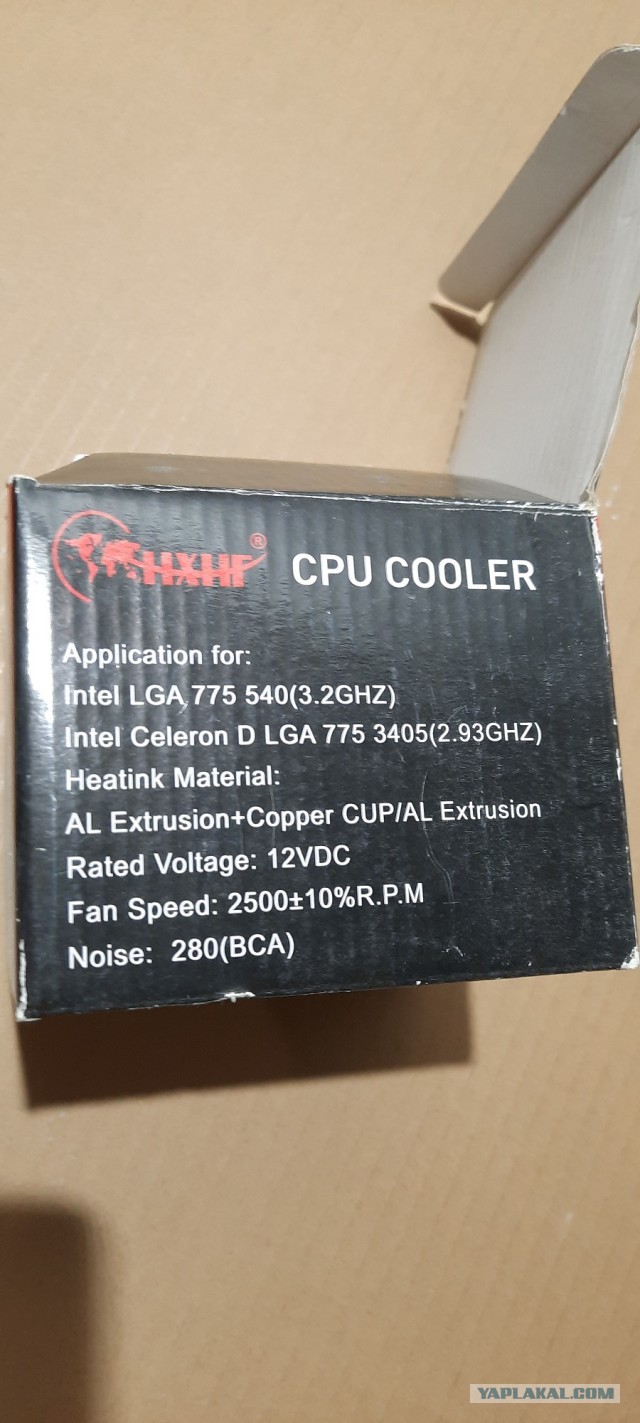 HXHF® CPU COOLER
Application for:
Intel LGA 775 540(3.2GHZ)
Intel Celeron D LGA 775 3405(2.93GHZ)
Heatink Material:
AL Extrusion+Copper CUP/AL Extrusion
Rated Voltage: 12VDC
Fan Speed: 2500±10%R.P.M
Noise: 280(BCA)
YAPLAKAL.COM